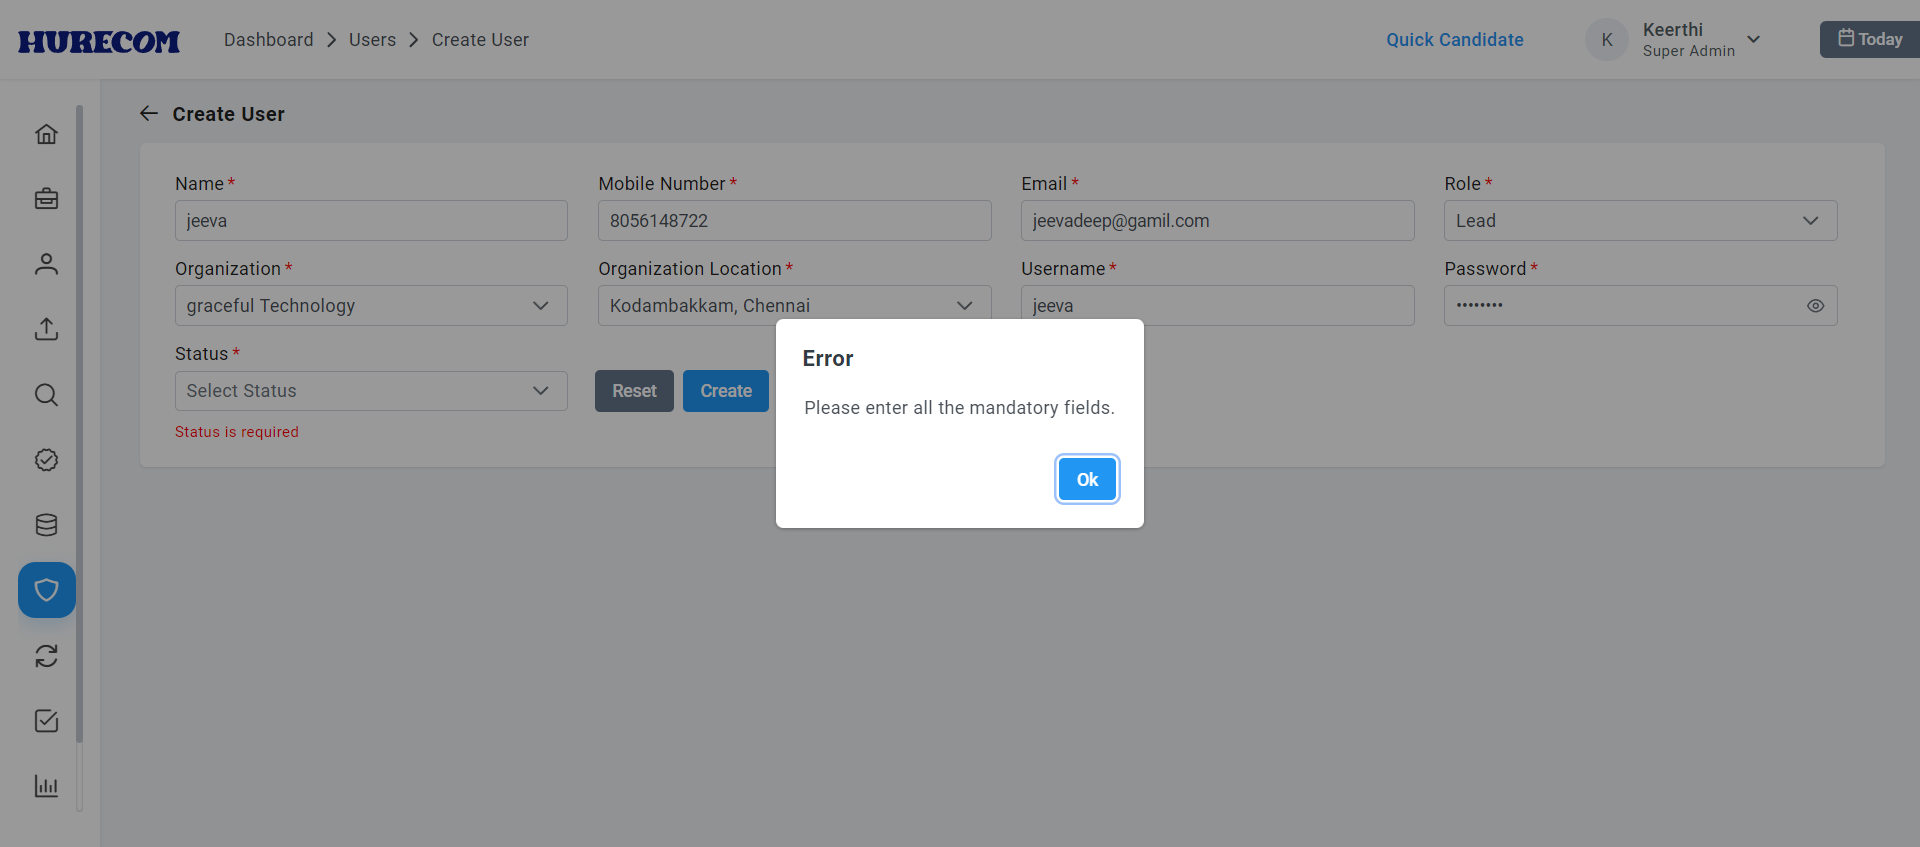 HURECOM
Dashboard > Users > Create User
Quick Candidate
K
Keerthi
Super Admin
Today
Create User
Name *
Mobile Number *
Email *
Role *
jeeva
8056148722
jeevadeep@gamil.com
Lead
Organization *
Organization Location *
Username *
Password *
graceful Technology
Kodambakkam, Chennai
jeeva
••••••••
Status *
Select Status
Reset
Create
Status is required
Error
Please enter all the mandatory fields.
Ok